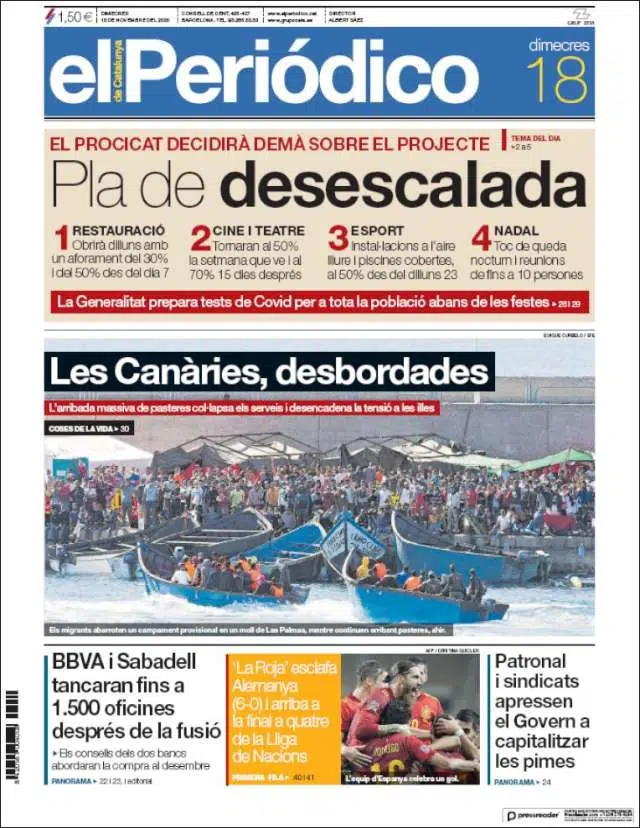 1,50 €
DIMECRES
18 NOVEMBRE DEL 2020
CONSELL DE CENT, 425-427
BARCELONA. TEL. 93.265.53.53
www.elperiodico.cat
www.grupozeta.es
DIRECTOR
ALBERT SÁEZ
el Periódico
de Catalunya
dimecres
18
EL PROCICAT DECIDIRÀ DEMÀ SOBRE EL PROJECTE
TEMA DEL DIA
▸ 2 a 5
Pla de desescalada
1 RESTAURACIÓ
Obrirà dilluns amb
un aforament del 30%
i del 50% des del dia 7
2 CINE I TEATRE
Tornaran al 50%
la setmana que ve i al
70% 15 dies després
3 ESPORT
Instal·lacions a l'aire
lliure i piscines cobertes,
al 50% des del dilluns 23
4 NADAL
Toc de queda
nocturn i reunions
de fins a 10 persones
La Generalitat prepara tests de Covid per a tota la població abans de les festes ▸ 28 i 29
Les Canàries, desbordades
L'arribada massiva de pasteres col·lapsa els serveis i desencadena la tensió a les illes
COSES DE LA VIDA ▸ 30
Els migrants abarroten un campament provisional en un moll de Las Palmas, mentre continuen arribant pasteres, ahir.
BBVA i Sabadell
tancaran fins a
1.500 oficines
després de la fusió
▸ Els consells dels dos bancs
abordaran la compra al desembre
PANORAMA ▸ 22 i 23, i editorial
'La Roja' esclafa
Alemanya
(6-0) i arriba a
la final a quatre
de la Lliga
de Nacions
PRIMERA FILA ▸ 40 i 41
L'equip d'Espanya celebra un gol.
Patronal
i sindicats
apressen
el Govern a
capitalitzar
les pimes
PANORAMA ▸ 24
pressreader